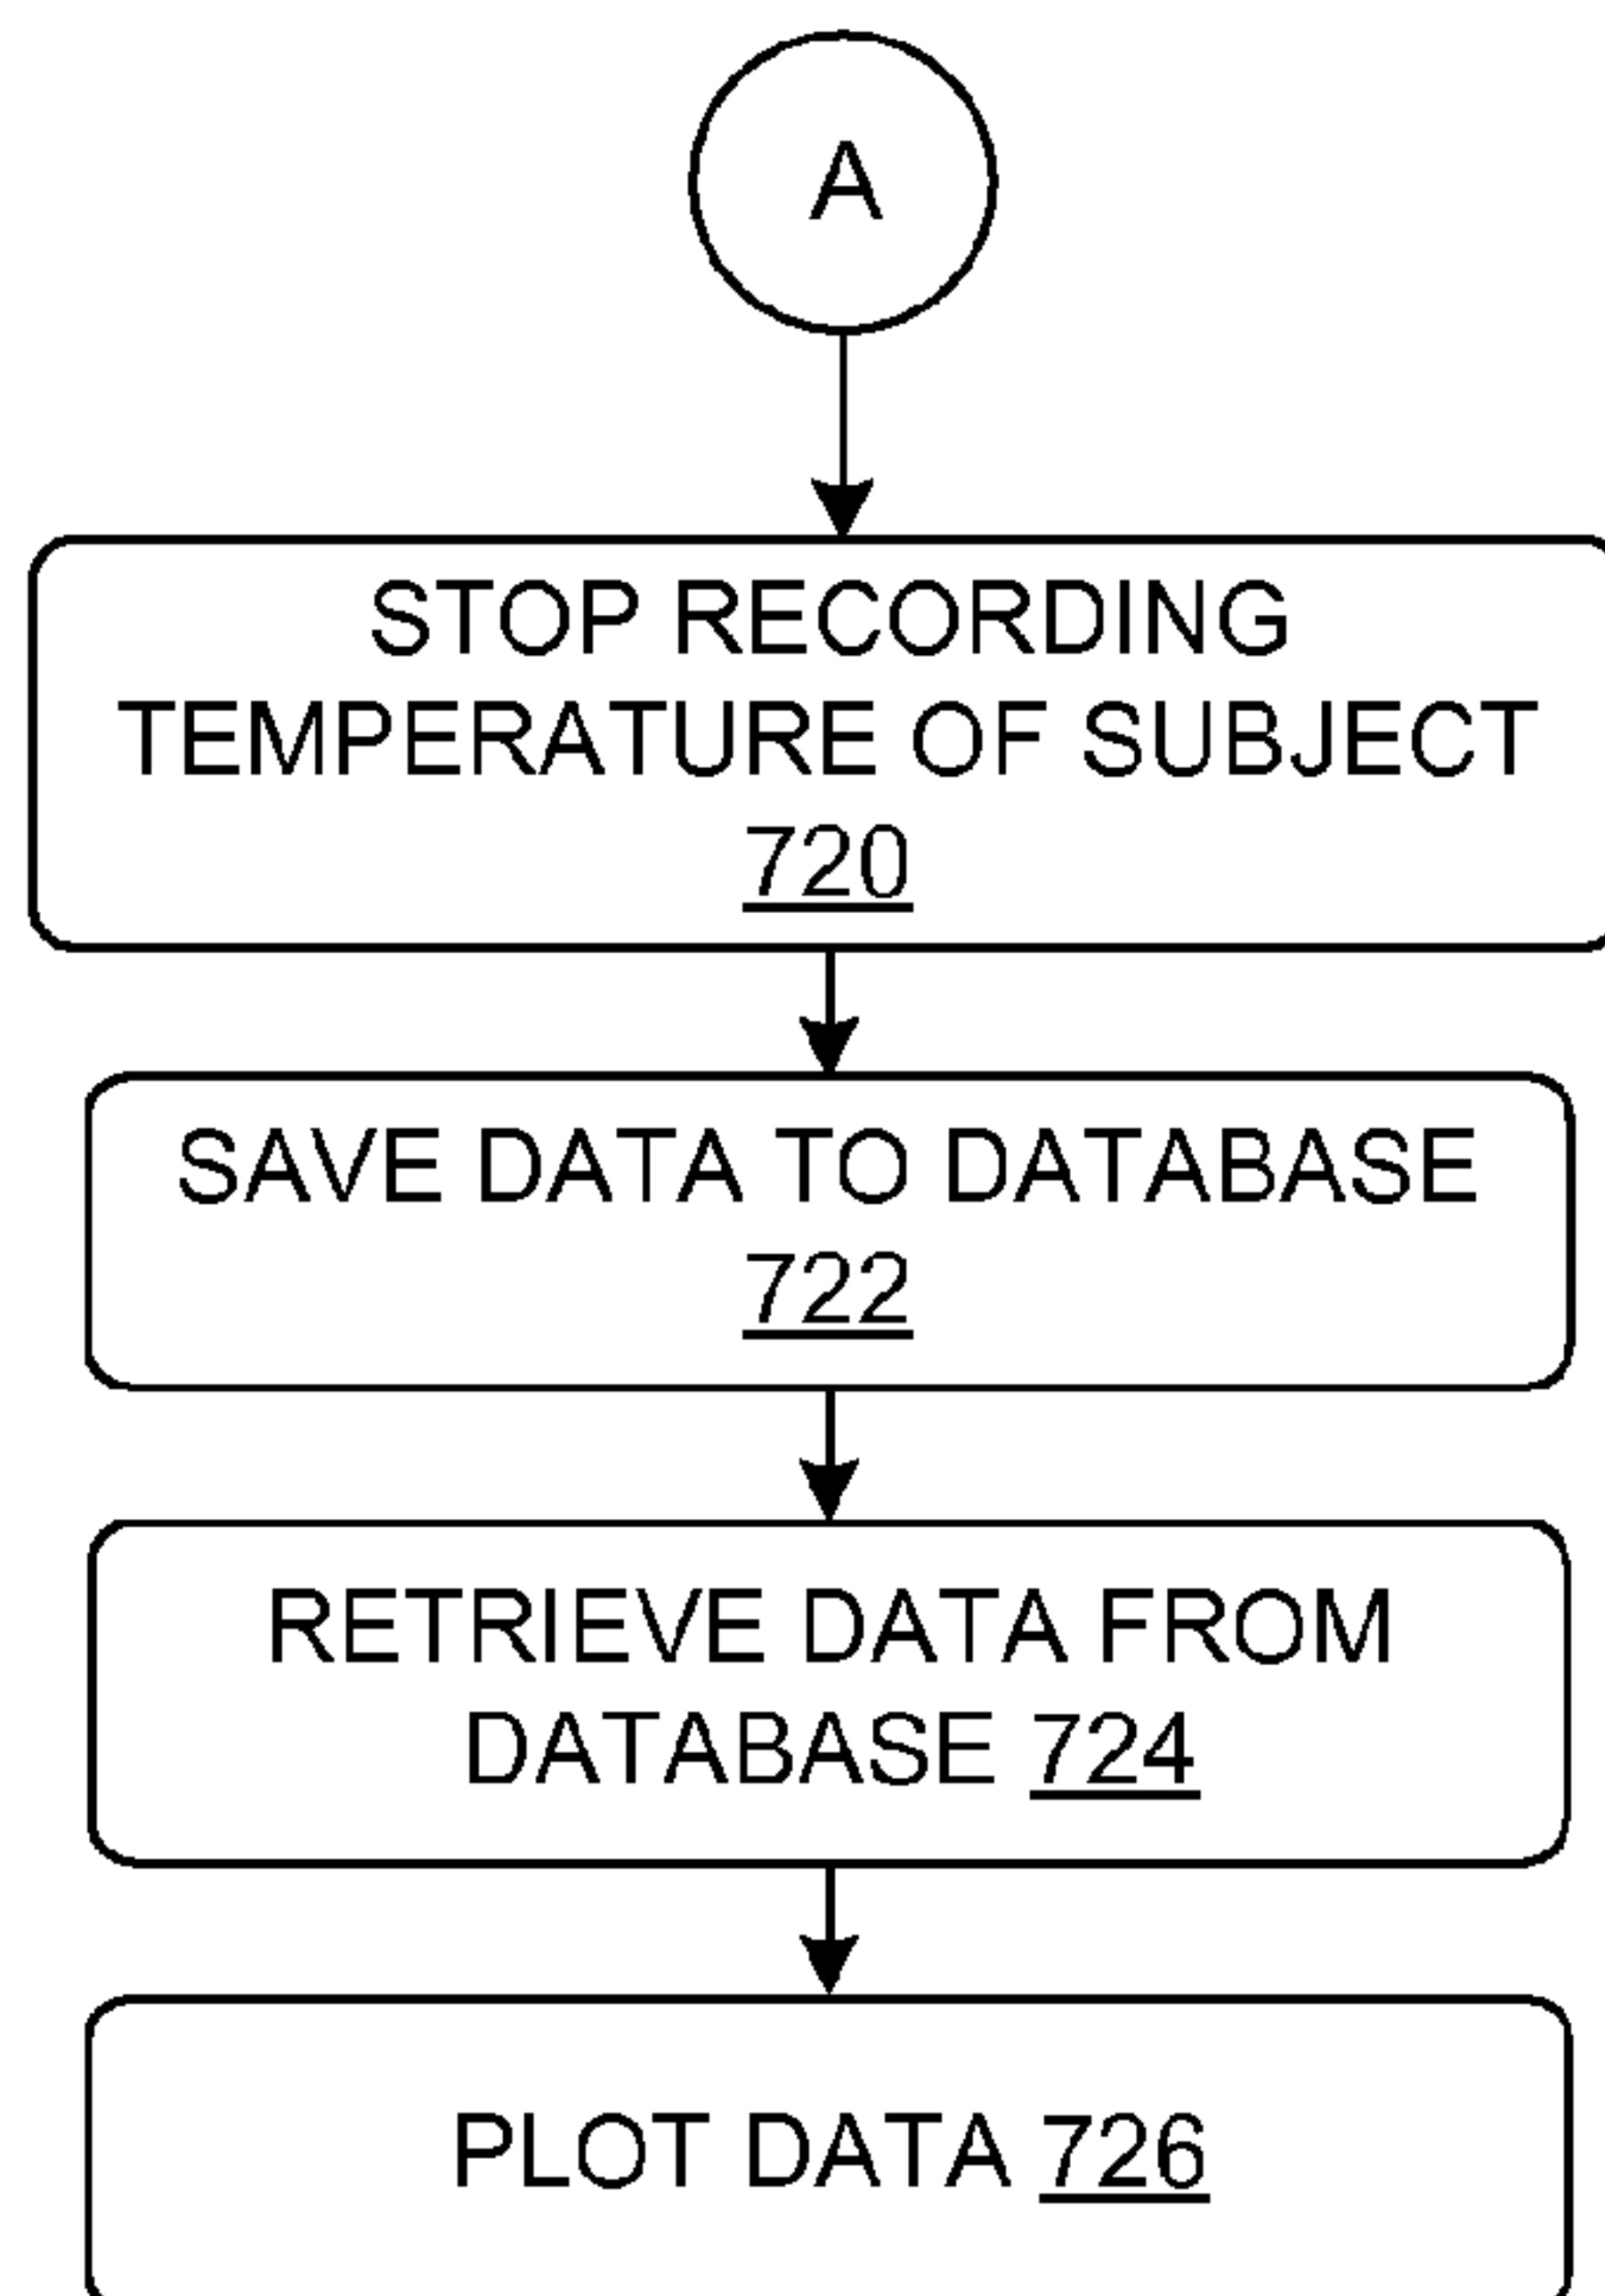 A
STOP RECORDING
TEMPERATURE OF SUBJECT
720
SAVE DATA TO DATABASE
722
RETRIEVE DATA FROM
DATABASE 724
PLOT DATA 726